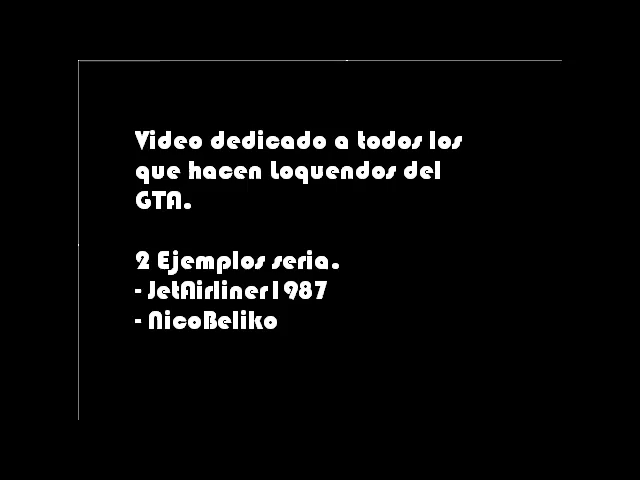 Video dedicado a todos los
que hacen Loquendos del
GTA.
2 Ejemplos seria.
- JetAirliner1987
- NicoBeliko